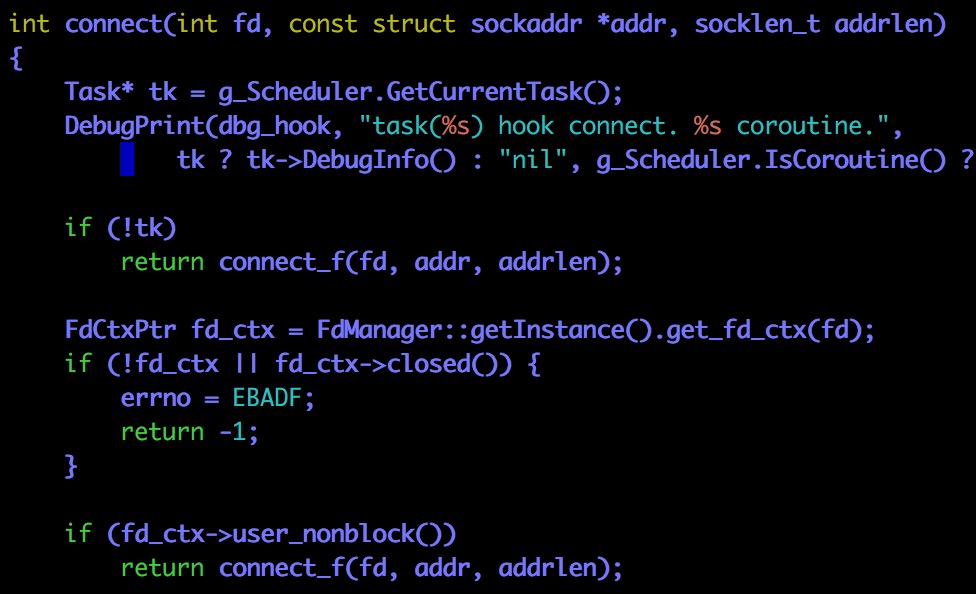 int connect(int fd, const struct sockaddr *addr, socklen_t addrlen)
{
    Task* tk = g_Scheduler.GetCurrentTask();
    DebugPrint(dbg_hook, "task(%s) hook connect. %s coroutine.",
            tk ? tk->DebugInfo() : "nil", g_Scheduler.IsCoroutine() ?
    if (!tk)
        return connect_f(fd, addr, addrlen);
    FdCtxPtr fd_ctx = FdManager::getInstance().get_fd_ctx(fd);
    if (!fd_ctx || fd_ctx->closed()) {
        errno = EBADF;
        return -1;
    }
    if (fd_ctx->user_nonblock())
        return connect_f(fd, addr, addrlen);